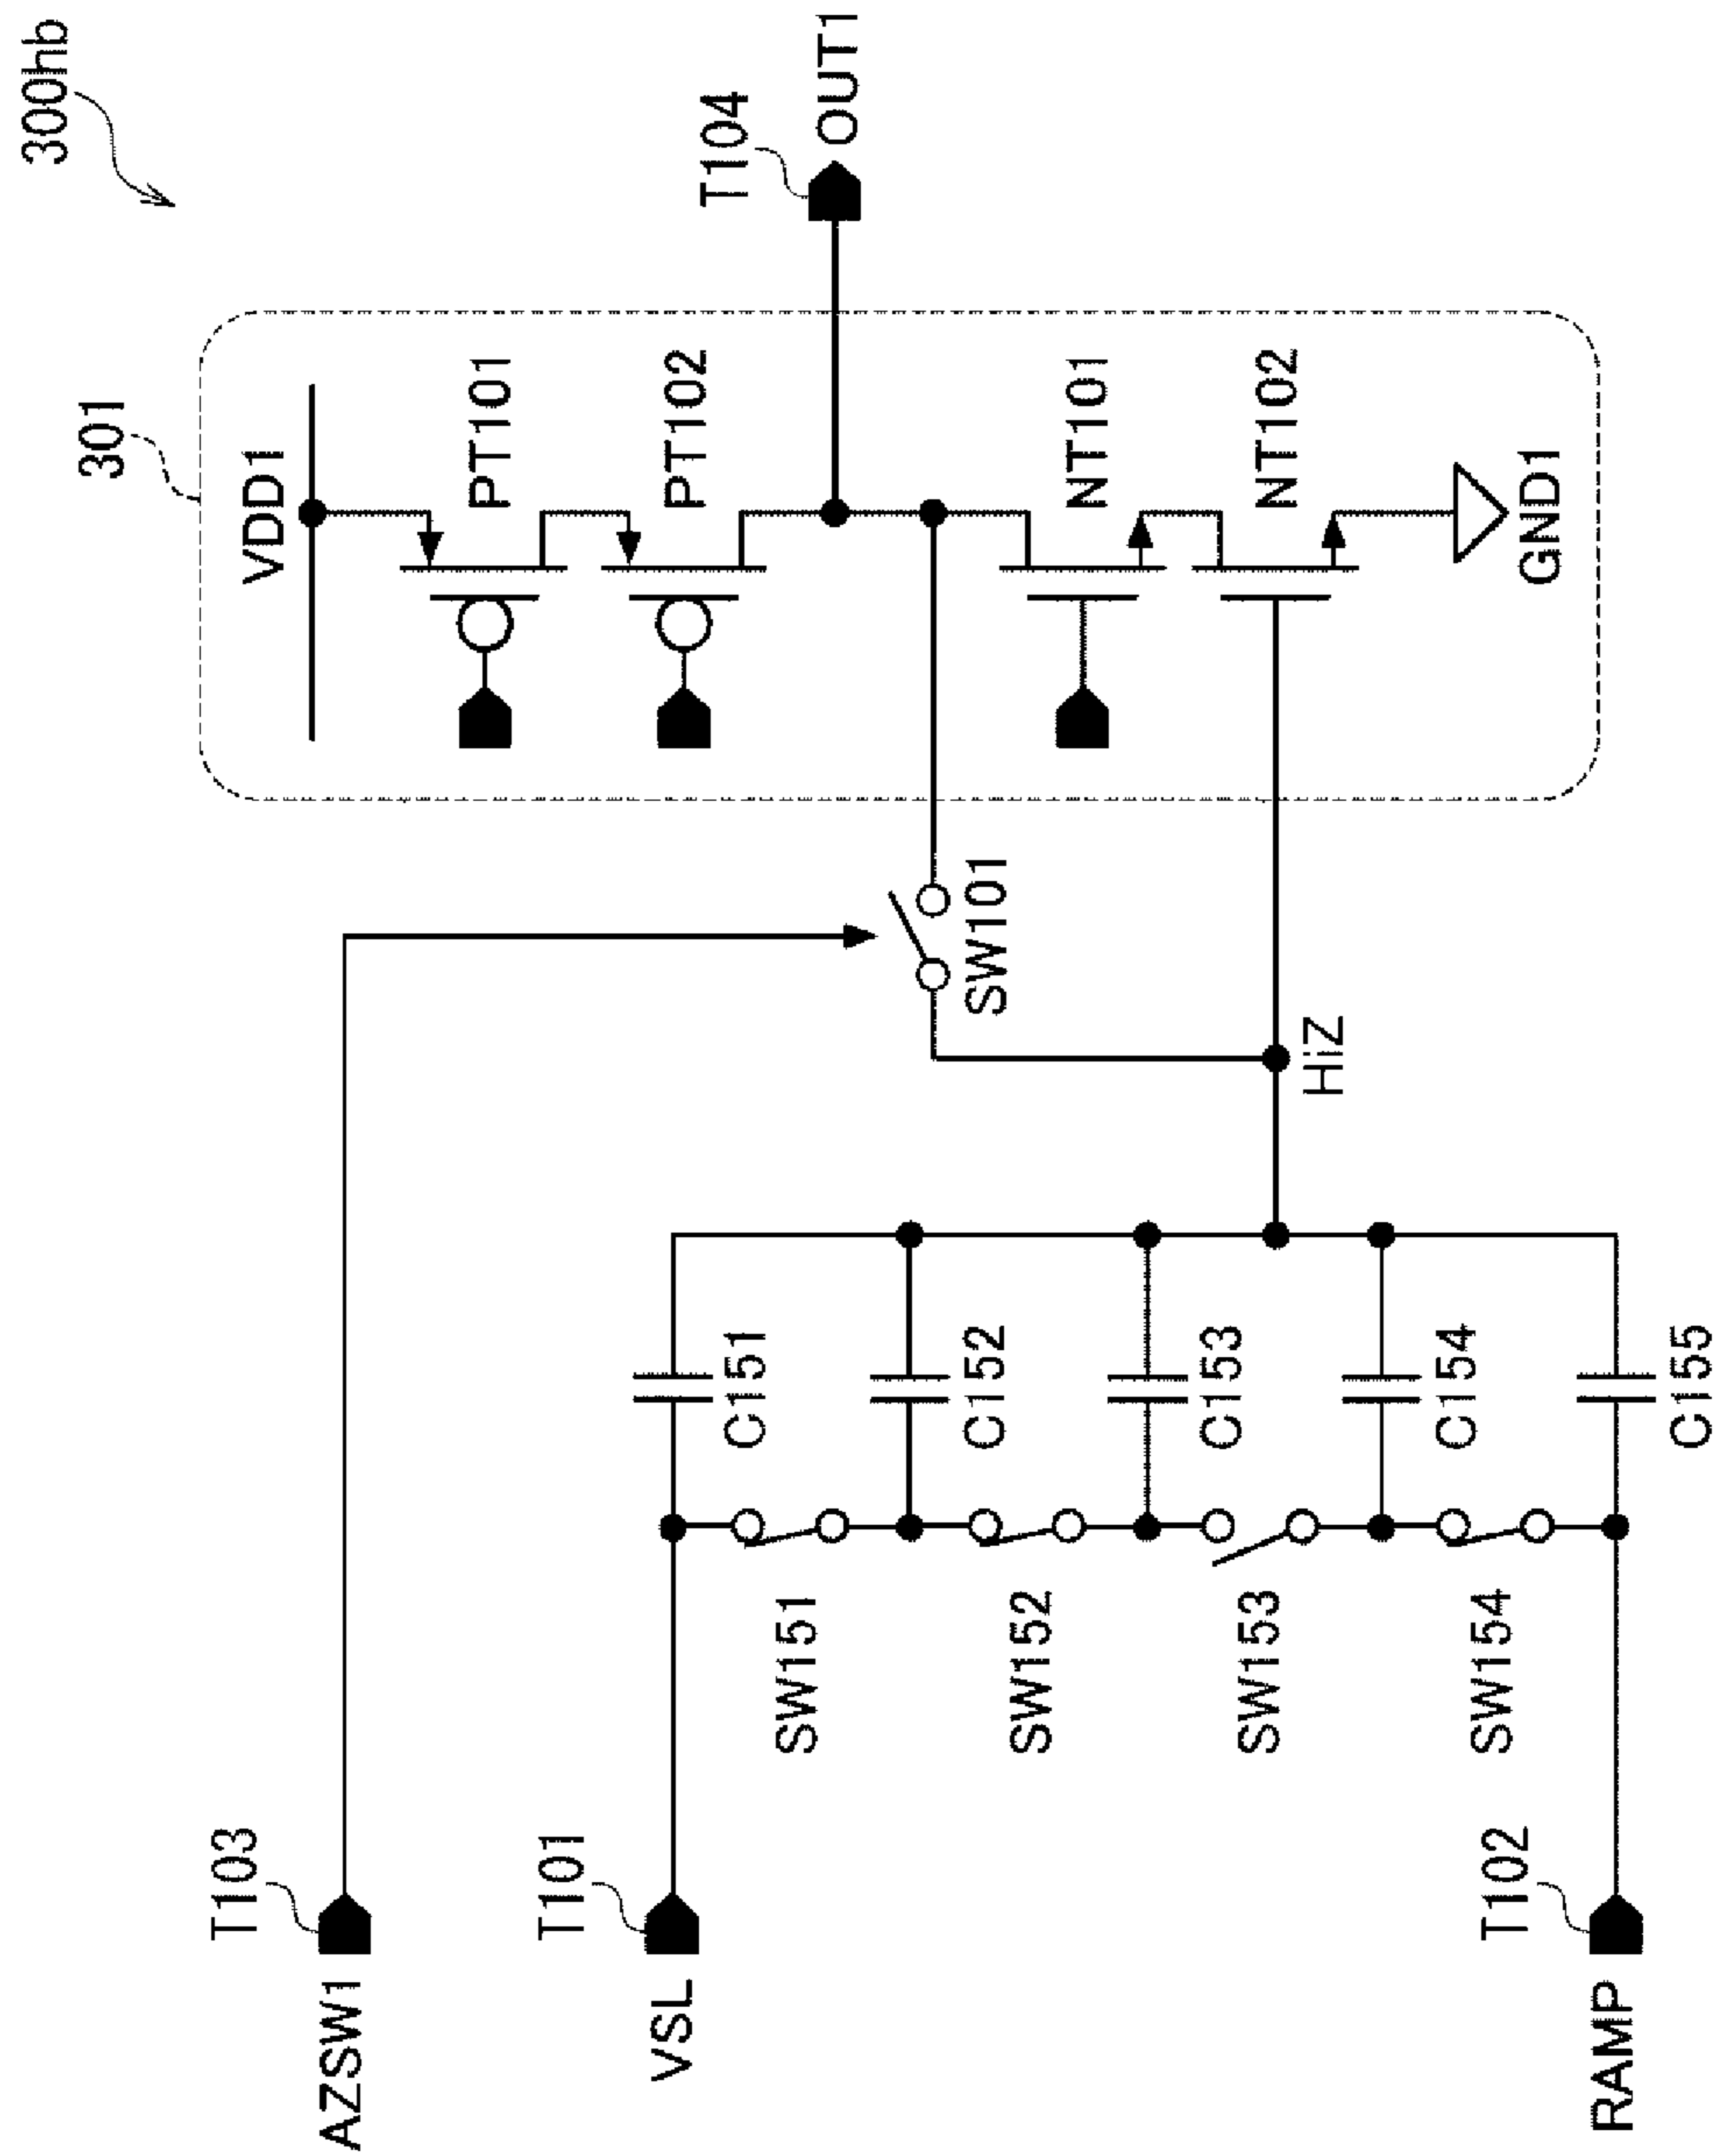 300hb
301
VDD1
PT101
PT102
T104
OUT1
NT101
NT102
GND1
SW101
HiZ
C151
C152
C153
C154
C155
SW151
SW152
SW153
SW154
T103
AZSW1
T101
VSL
T102
RAMP